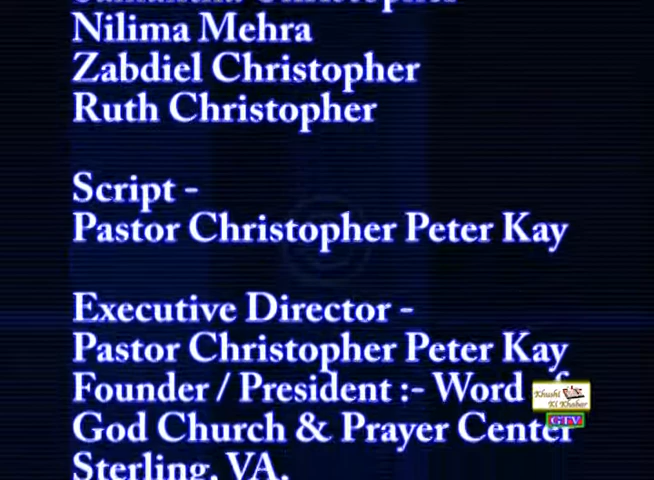 Nilima Mehra
Zabdiel Christopher
Ruth Christopher
Script -
Pastor Christopher Peter Kay
Executive Director -
Pastor Christopher Peter Kay
Founder / President :- Word of
God Church & Prayer Center
Sterling, VA.
Khushi
Ki Khabar
GTV